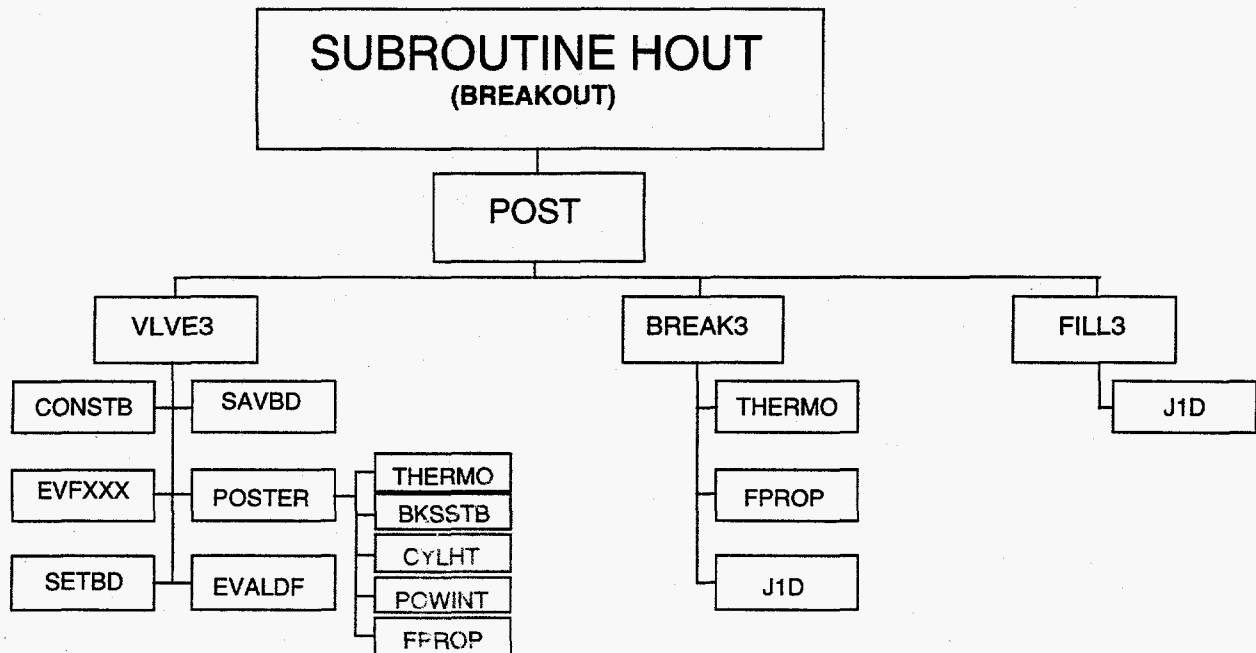 SUBROUTINE HOUT
(BREAKOUT)
POST
VLVE3
BREAK3
FILL3
CONSTB
SAVBD
THERMO
J1D
EVFXXX
POSTER
THERMO
BKSSTB
CYLHT
POWINT
FPROP
FPROP
SETBD
EVALDF
J1D